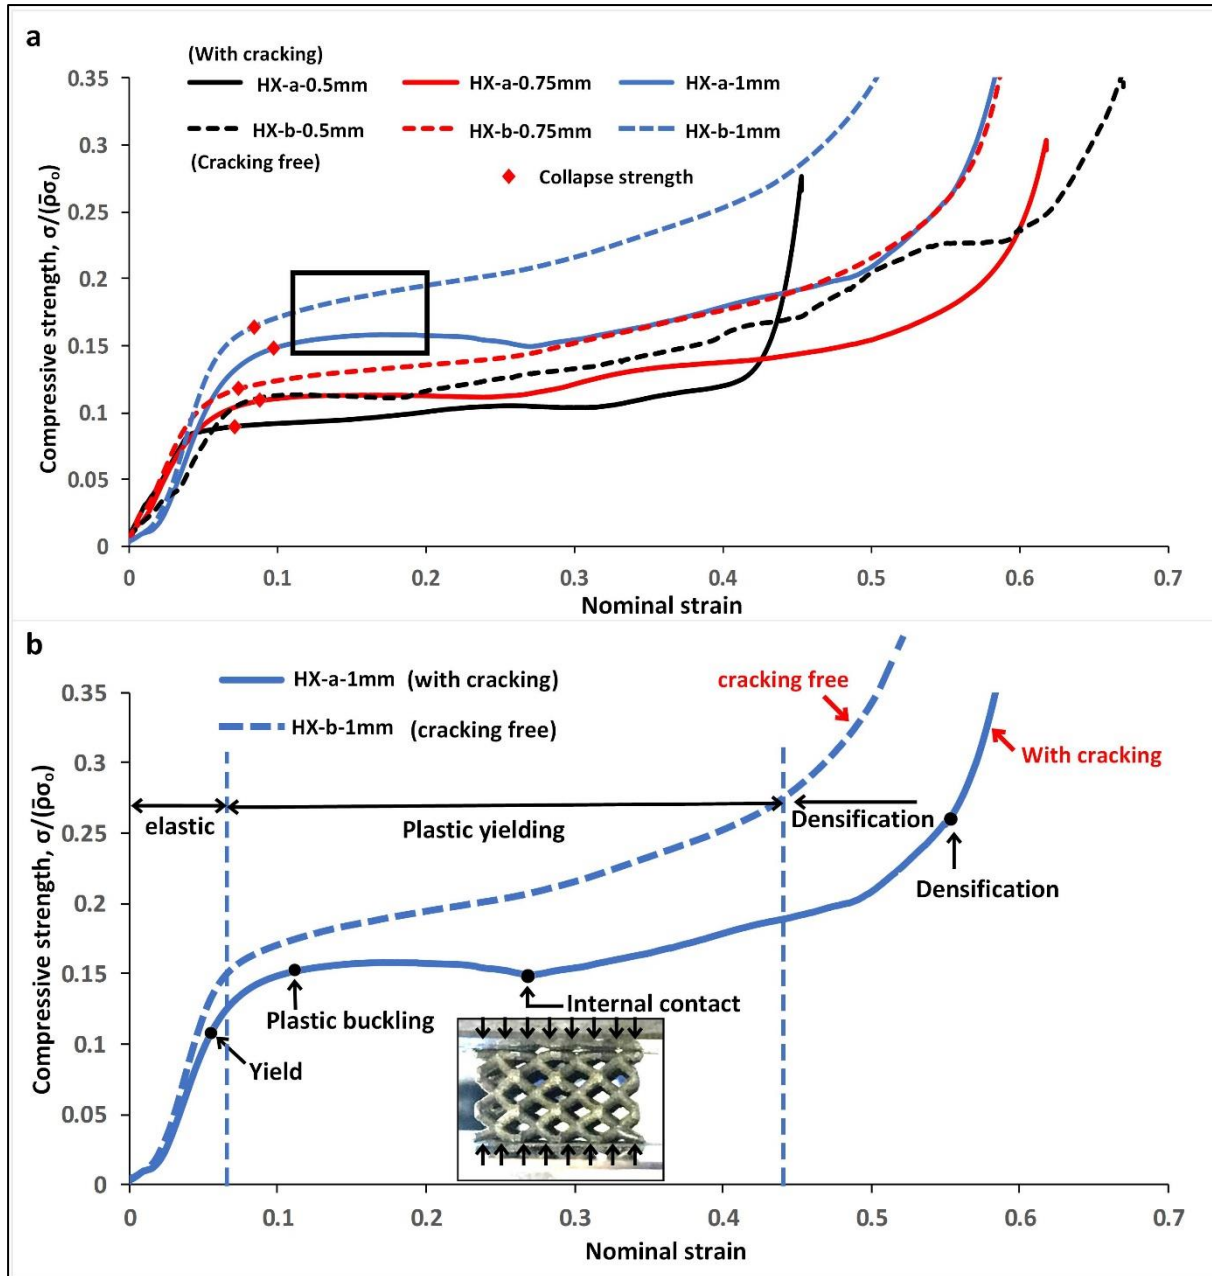 a
(With cracking)
HX-a-0.5mm HX-a-0.75mm HX-a-1mm
HX-b-0.5mm HX-b-0.75mm HX-b-1mm
(Cracking free)
Collapse strength
Compressive strength, σ/(ρ̄σₒ)
0.35
0.3
0.25
0.2
0.15
0.1
0.05
0
0 0.1 0.2 0.3 0.4 0.5 0.6 0.7
Nominal strain
b
HX-a-1mm (with cracking)
HX-b-1mm (cracking free)
cracking free
With cracking
elastic
Plastic yielding
Densification
Densification
Internal contact
Plastic buckling
Yield
Compressive strength, σ/(ρ̄σₒ)
0.35
0.3
0.25
0.2
0.15
0.1
0.05
0
0 0.1 0.2 0.3 0.4 0.5 0.6 0.7
Nominal strain